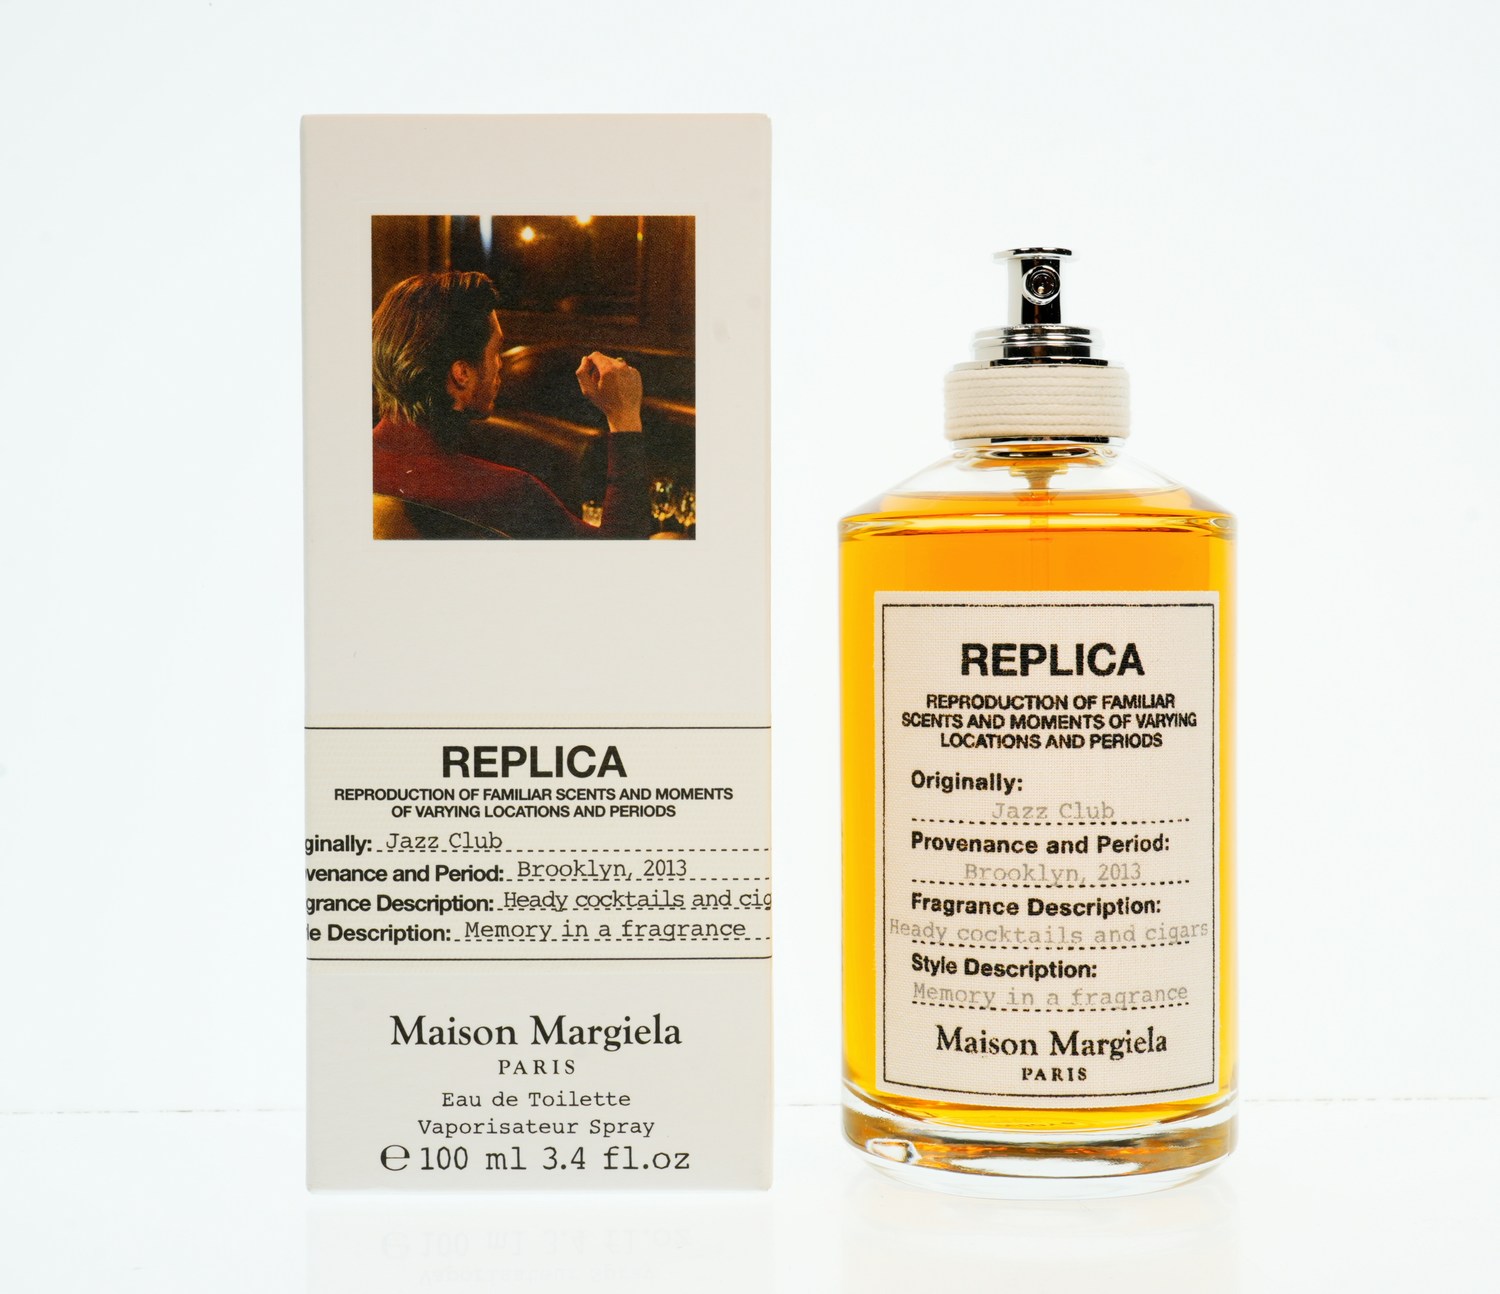 REPLICA
REPRODUCTION OF FAMILIAR SCENTS AND MOMENTS
OF VARYING LOCATIONS AND PERIODS
ginally: Jazz Club
venance and Period: Brooklyn, 2013
grance Description: Heady cocktails and cig
le Description: Memory in a fragrance
Maison Margiela
PARIS
Eau de Toilette
Vaporisateur Spray
℮ 100 ml 3.4 fl.oz
REPLICA
REPRODUCTION OF FAMILIAR
SCENTS AND MOMENTS OF VARYING
LOCATIONS AND PERIODS
Originally:
Jazz Club
Provenance and Period:
Brooklyn, 2013
Fragrance Description:
Heady cocktails and cigars
Style Description:
Memory in a fragrance
Maison Margiela
PARIS